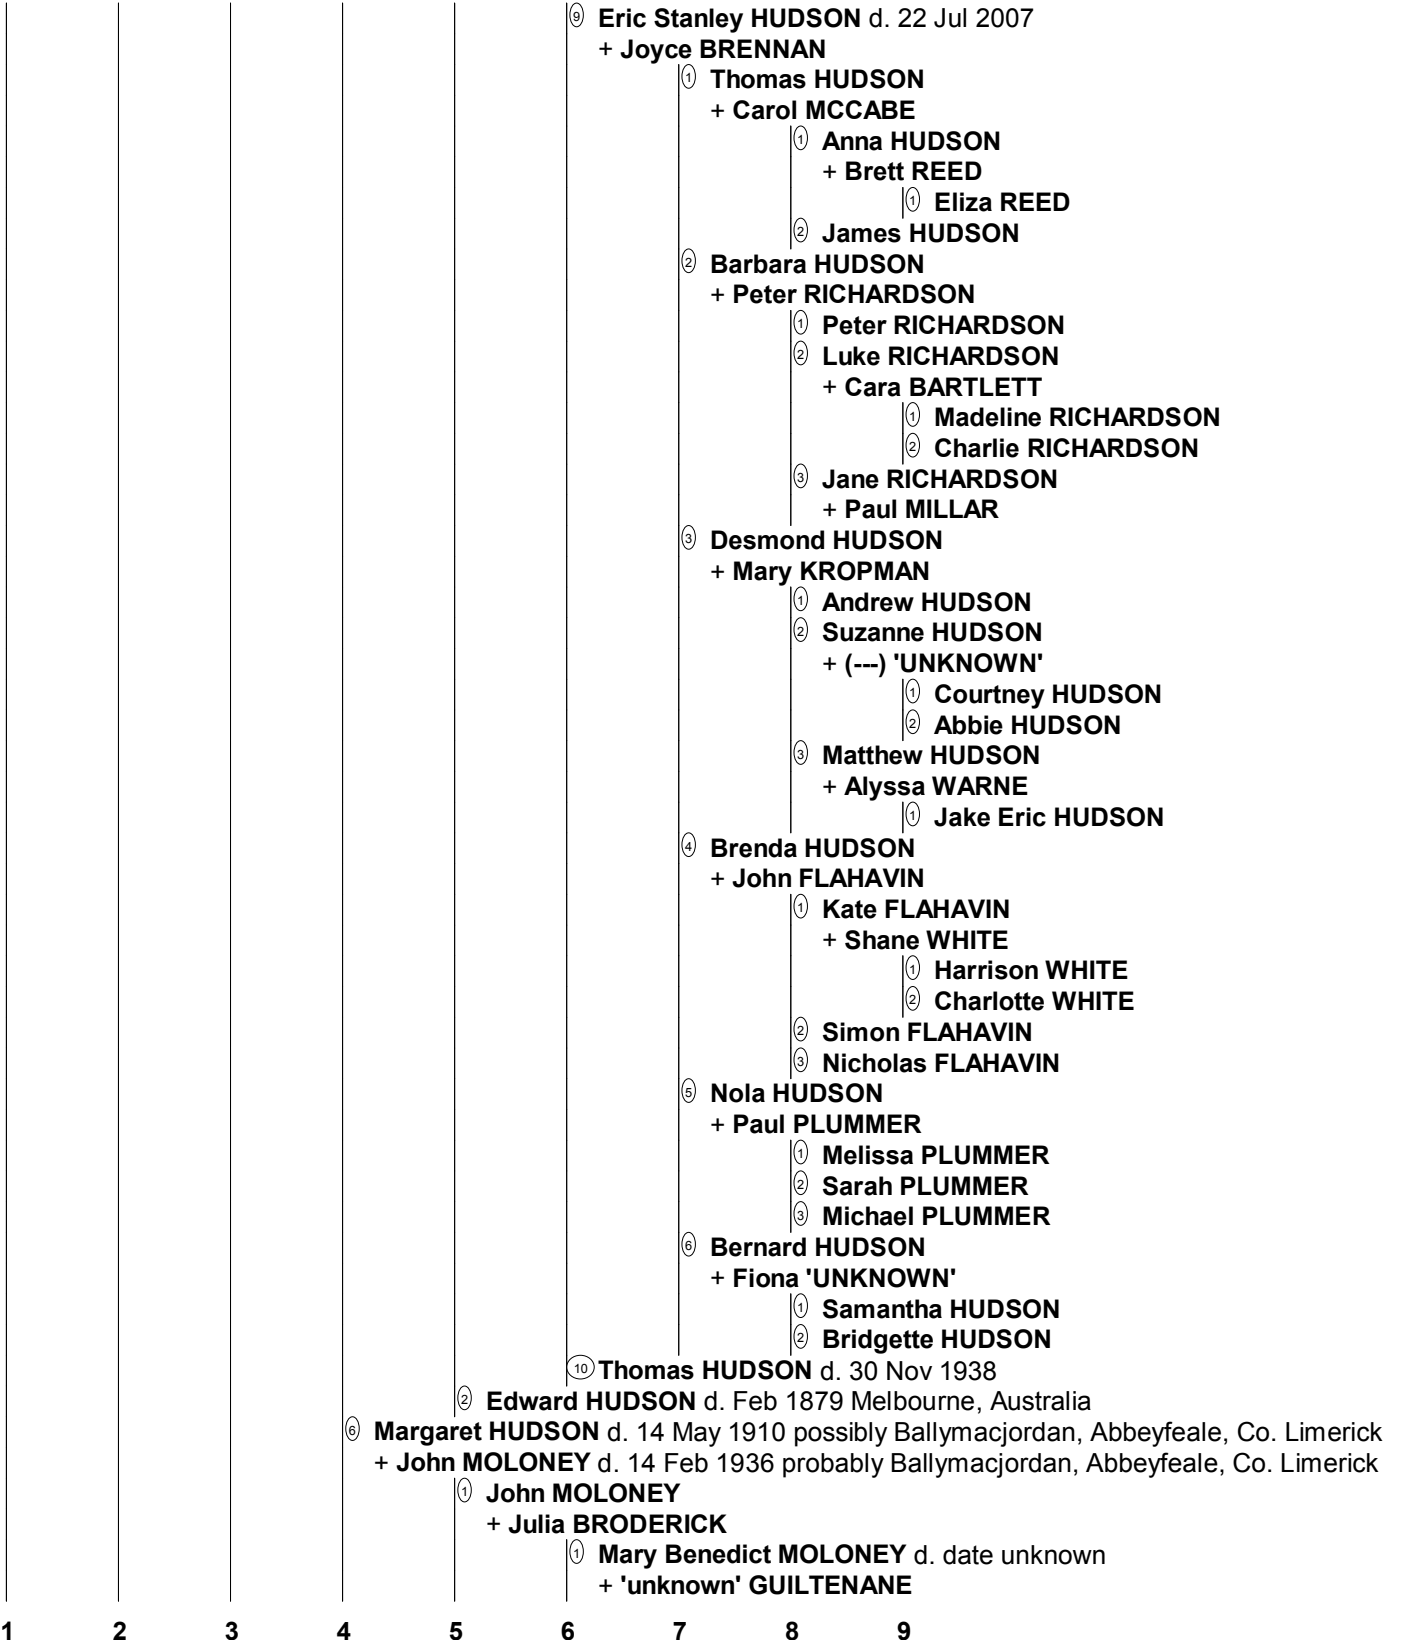 9 Eric Stanley HUDSON d. 22 Jul 2007
+ Joyce BRENNAN
1 Thomas HUDSON
+ Carol MCCABE
1 Anna HUDSON
+ Brett REED
1 Eliza REED
2 James HUDSON
2 Barbara HUDSON
+ Peter RICHARDSON
1 Peter RICHARDSON
2 Luke RICHARDSON
+ Cara BARTLETT
1 Madeline RICHARDSON
2 Charlie RICHARDSON
3 Jane RICHARDSON
+ Paul MILLAR
3 Desmond HUDSON
+ Mary KROPMAN
1 Andrew HUDSON
2 Suzanne HUDSON
+ (---) 'UNKNOWN'
1 Courtney HUDSON
2 Abbie HUDSON
3 Matthew HUDSON
+ Alyssa WARNE
1 Jake Eric HUDSON
4 Brenda HUDSON
+ John FLAHAVIN
1 Kate FLAHAVIN
+ Shane WHITE
1 Harrison WHITE
2 Charlotte WHITE
2 Simon FLAHAVIN
3 Nicholas FLAHAVIN
5 Nola HUDSON
+ Paul PLUMMER
1 Melissa PLUMMER
2 Sarah PLUMMER
3 Michael PLUMMER
6 Bernard HUDSON
+ Fiona 'UNKNOWN'
1 Samantha HUDSON
2 Bridgette HUDSON
10 Thomas HUDSON d. 30 Nov 1938
2 Edward HUDSON d. Feb 1879 Melbourne, Australia
6 Margaret HUDSON d. 14 May 1910 possibly Ballymacjordan, Abbeyfeale, Co. Limerick
+ John MOLONEY d. 14 Feb 1936 probably Ballymacjordan, Abbeyfeale, Co. Limerick
1 John MOLONEY
+ Julia BRODERICK
1 Mary Benedict MOLONEY d. date unknown
+ 'unknown' GUILTENANE
1 2 3 4 5 6 7 8 9